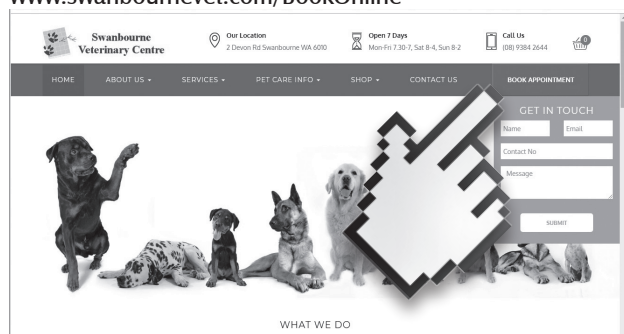 www.swanbournevet.com/BookOnline
Swanbourne
Veterinary Centre
Our Location
2 Devon Rd Swanbourne WA 6010
Open 7 Days
Mon-Fri 7.30-7, Sat 8-4, Sun 8-2
Call Us
(08) 9384 2644
0
HOME
ABOUT US
SERVICES
PET CARE INFO
SHOP
CONTACT US
BOOK APPOINTMENT
GET IN TOUCH
Name
Email
Contact No
Message
SUBMIT
WHAT WE DO